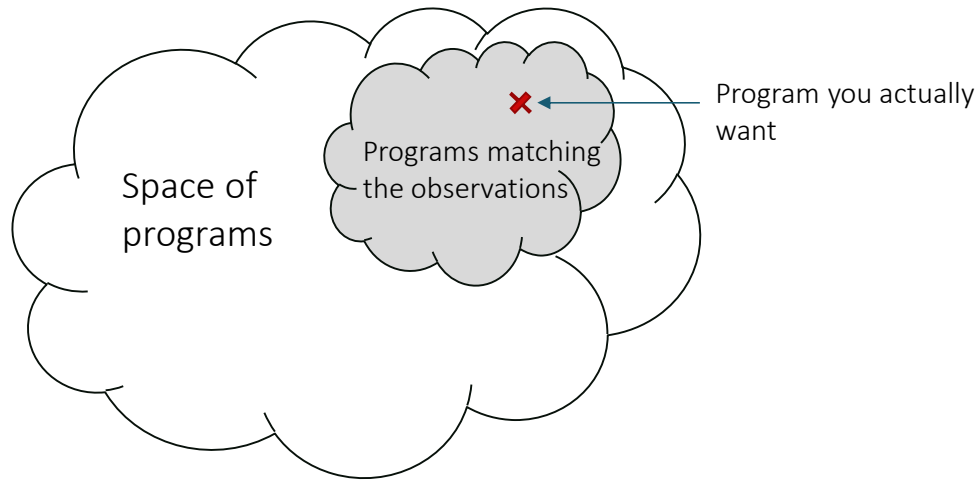 Program you actually
want
Programs matching
the observations
Space of
programs